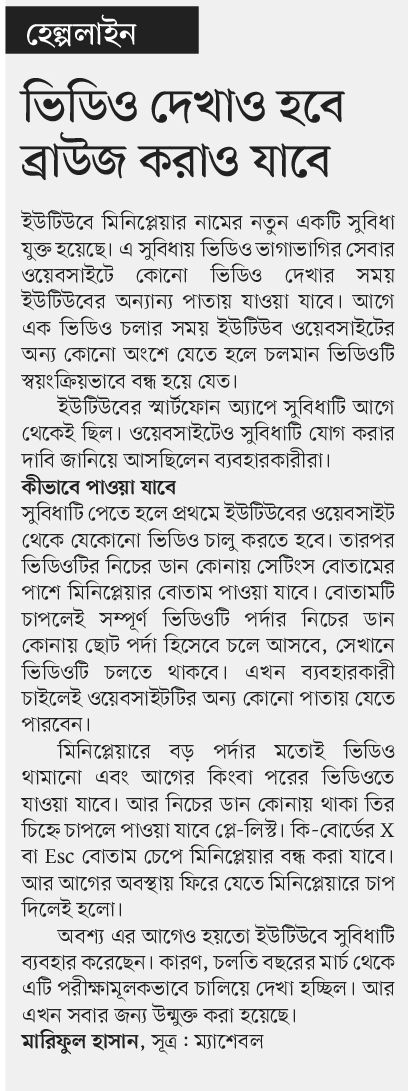 হেল্পলাইন
ভিডিও দেখাও হবে
ব্রাউজ করাও যাবে
ইউটিউবে মিনিপ্লেয়ার নামের নতুন একটি সুবিধা
যুক্ত হয়েছে। এ সুবিধায় ভিডিও ভাগাভাগির সেবার
ওয়েবসাইটে কোনো ভিডিও দেখার সময়
ইউটিউবের অন্যান্য পাতায় যাওয়া যাবে। আগে
এক ভিডিও চলার সময় ইউটিউব ওয়েবসাইটের
অন্য কোনো অংশে যেতে হলে চলমান ভিডিওটি
স্বয়ংক্রিয়ভাবে বন্ধ হয়ে যেত।
ইউটিউবের স্মার্টফোন অ্যাপে সুবিধাটি আগে
থেকেই ছিল। ওয়েবসাইটেও সুবিধাটি যোগ করার
দাবি জানিয়ে আসছিলেন ব্যবহারকারীরা।
কীভাবে পাওয়া যাবে
সুবিধাটি পেতে হলে প্রথমে ইউটিউবের ওয়েবসাইট
থেকে যেকোনো ভিডিও চালু করতে হবে। তারপর
ভিডিওটির নিচের ডান কোনায় সেটিংস বোতামের
পাশে মিনিপ্লেয়ার বোতাম পাওয়া যাবে। বোতামটি
চাপলেই সম্পূর্ণ ভিডিওটি পর্দার নিচের ডান
কোনায় ছোট পর্দা হিসেবে চলে আসবে, সেখানে
ভিডিওটি চলতে থাকবে। এখন ব্যবহারকারী
চাইলেই ওয়েবসাইটটির অন্য কোনো পাতায় যেতে
পারবেন।
মিনিপ্লেয়ারে বড় পর্দার মতোই ভিডিও
থামানো এবং আগের কিংবা পরের ভিডিওতে
যাওয়া যাবে। আর নিচের ডান কোনায় থাকা তির
চিহ্নে চাপলে পাওয়া যাবে প্লে-লিস্ট। কি-বোর্ডের X
বা Esc বোতাম চেপে মিনিপ্লেয়ার বন্ধ করা যাবে।
আর আগের অবস্থায় ফিরে যেতে মিনিপ্লেয়ারে চাপ
দিলেই হলো।
অবশ্য এর আগেও হয়তো ইউটিউবে সুবিধাটি
ব্যবহার করেছেন। কারণ, চলতি বছরের মার্চ থেকে
এটি পরীক্ষামূলকভাবে চালিয়ে দেখা হচ্ছিল। আর
এখন সবার জন্য উন্মুক্ত করা হয়েছে।
মারিফুল হাসান, সূত্র : ম্যাশেবল